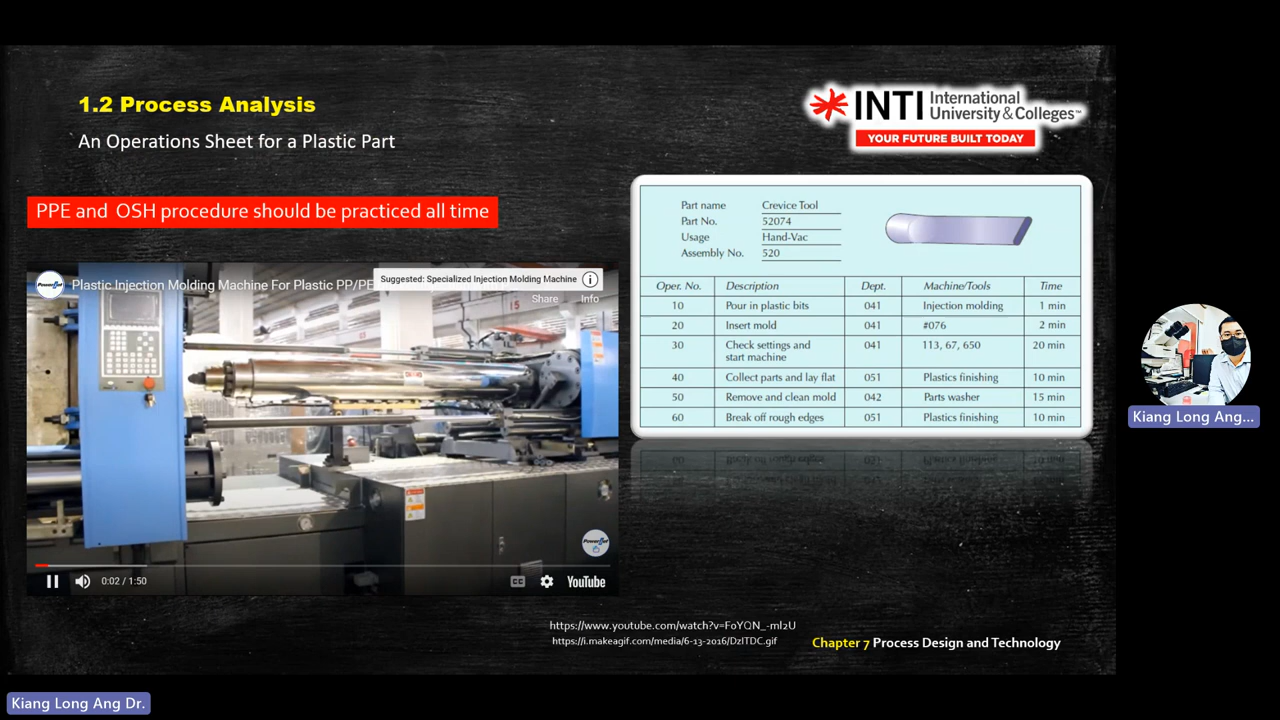 1.2 Process Analysis
An Operations Sheet for a Plastic Part
INTI International
University & Colleges™
YOUR FUTURE BUILT TODAY
PPE and OSH procedure should be practiced all time
Part name Crevice Tool
Part No. 52074
Usage Hand-Vac
Assembly No. 520
Oper. No. Description Dept. Machine/Tools Time
10 Pour in plastic bits 041 Injection molding 1 min
20 Insert mold 041 #076 2 min
30 Check settings and start machine 041 113, 67, 650 20 min
40 Collect parts and lay flat 051 Plastics finishing 10 min
50 Remove and clean mold 042 Parts washer 15 min
60 Break off rough edges 051 Plastics finishing 10 min
Plastic Injection Molding Machine For Plastic PP/PE
Suggested: Specialized Injection Molding Machine
Share Info
15
0:02 / 1:50
CC
YouTube
https://www.youtube.com/watch?v=F0YQN_-ml2U
https://i.makeagif.com/media/6-13-2016/DzITDC.gif
Chapter 7 Process Design and Technology
Kiang Long Ang...
Kiang Long Ang Dr.